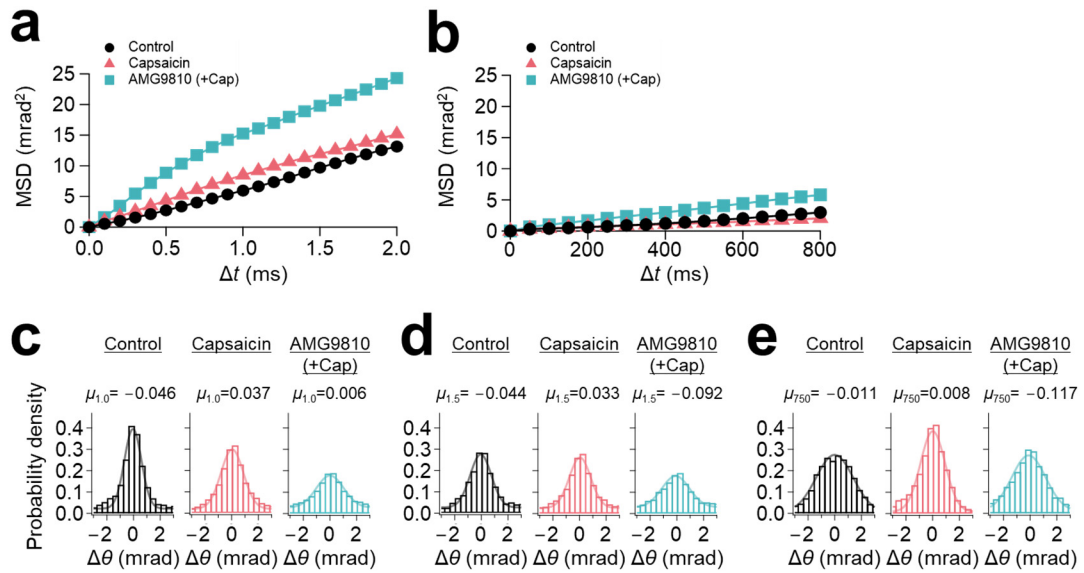 a
Control
Capsaicin
AMG9810 (+Cap)
MSD (mrad²)
25
20
15
10
5
0
0.0 0.5 1.0 1.5 2.0
Δt (ms)
b
Control
Capsaicin
AMG9810 (+Cap)
MSD (mrad²)
25
20
15
10
5
0
0 200 400 600 800
Δt (ms)
c
Control Capsaicin AMG9810
(+Cap)
μ1.0= −0.046 μ1.0=0.037 μ1.0=0.006
Probability density
0.4
0.3
0.2
0.1
0.0
−2 0 2 −2 0 2 −2 0 2
Δθ (mrad) Δθ (mrad) Δθ (mrad)
d
Control Capsaicin AMG9810
(+Cap)
μ1.5= −0.044 μ1.5=0.033 μ1.5= −0.092
0.4
0.3
0.2
0.1
0.0
−2 0 2 −2 0 2 −2 0 2
Δθ (mrad) Δθ (mrad) Δθ (mrad)
e
Control Capsaicin AMG9810
(+Cap)
μ750= −0.011 μ750=0.008 μ750= −0.117
0.4
0.3
0.2
0.1
0.0
−2 0 2 −2 0 2 −2 0 2
Δθ (mrad) Δθ (mrad) Δθ (mrad)